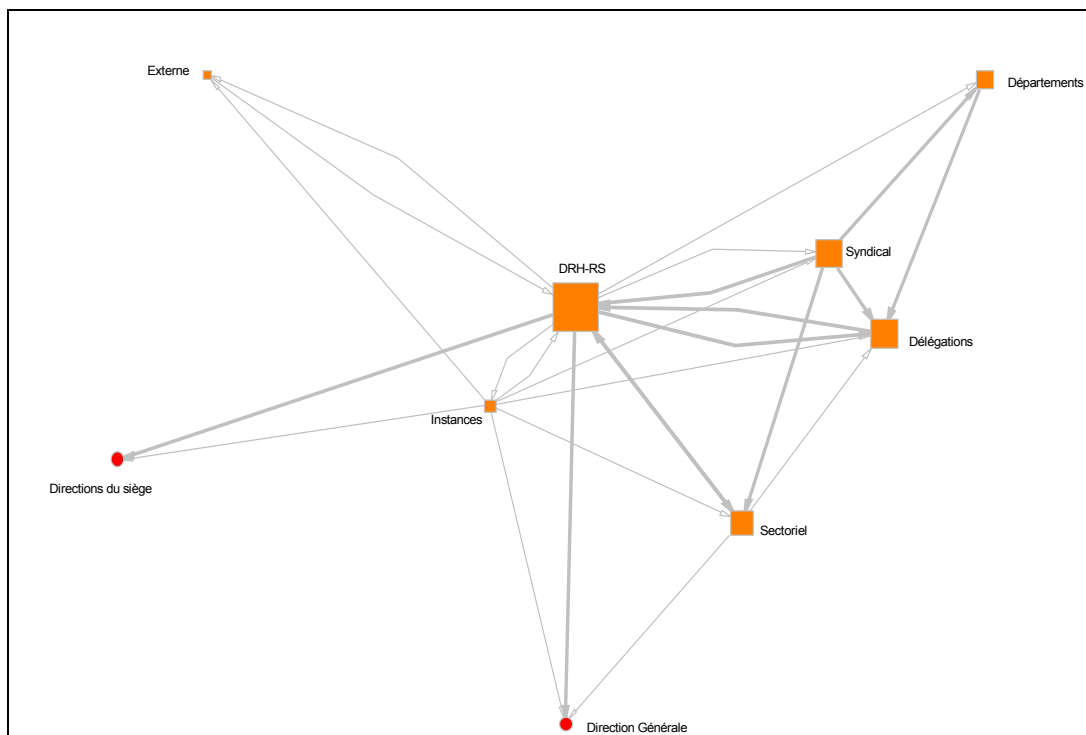 Externe
Départements
Syndical
DRH-RS
Délégations
Instances
Directions du siège
Sectoriel
Direction Générale